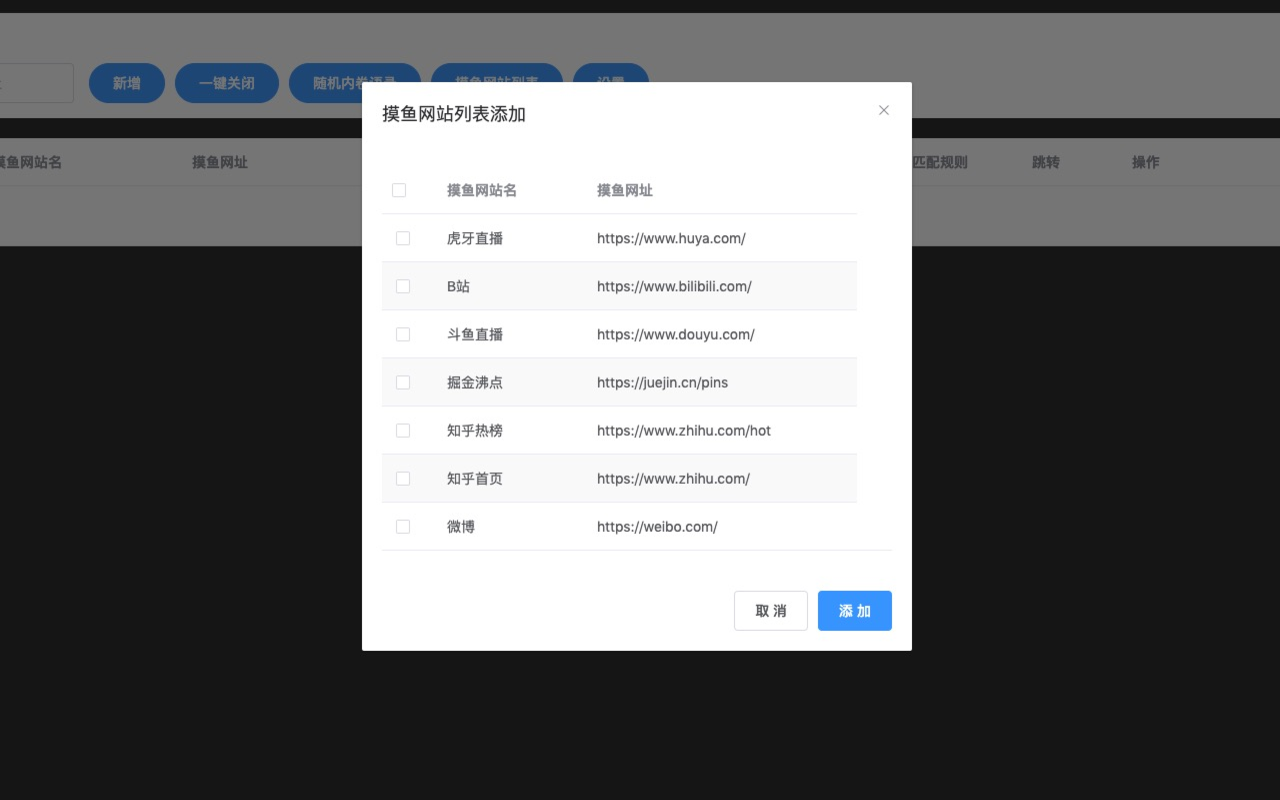 新增 一键关闭 随机内卷语录 摸鱼网站列表 设置
摸鱼网站列表添加
摸鱼网站名 摸鱼网址 匹配规则 跳转 操作
摸鱼网站名 摸鱼网址
虎牙直播 https://www.huya.com/
B站 https://www.bilibili.com/
斗鱼直播 https://www.douyu.com/
掘金沸点 https://juejin.cn/pins
知乎热榜 https://www.zhihu.com/hot
知乎首页 https://www.zhihu.com/
微博 https://weibo.com/
取消 添加